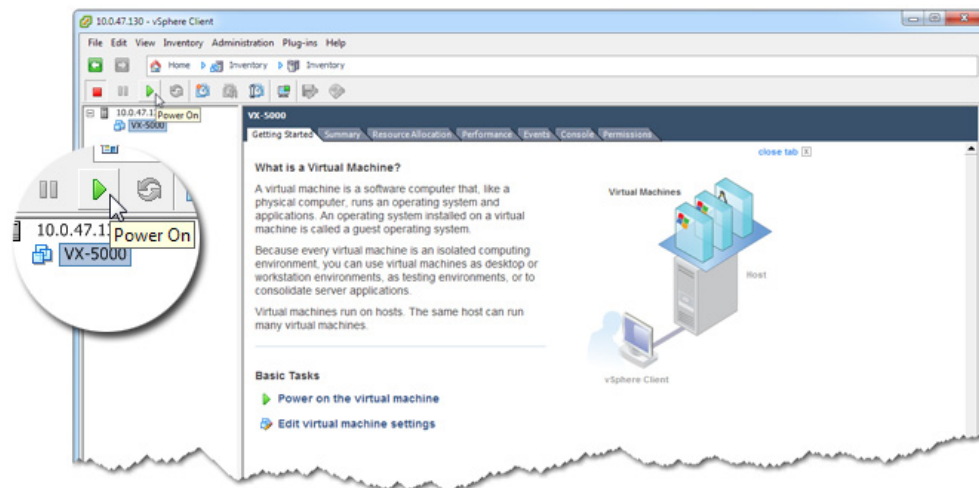 10.0.47.130 - vSphere Client
File Edit View Inventory Administration Plug-ins Help
Home Inventory Inventory
Power On
10.0.47.1
VX-5000
VX-5000
Getting Started Summary Resource Allocation Performance Events Console Permissions
close tab
What is a Virtual Machine?
A virtual machine is a software computer that, like a
physical computer, runs an operating system and
applications. An operating system installed on a virtual
machine is called a guest operating system.
Because every virtual machine is an isolated computing
environment, you can use virtual machines as desktop or
workstation environments, as testing environments, or to
consolidate server applications.
Virtual machines run on hosts. The same host can run
many virtual machines.
Basic Tasks
Power on the virtual machine
Edit virtual machine settings
Virtual Machines
Host
vSphere Client
10.0.47.1
Power On
VX-5000